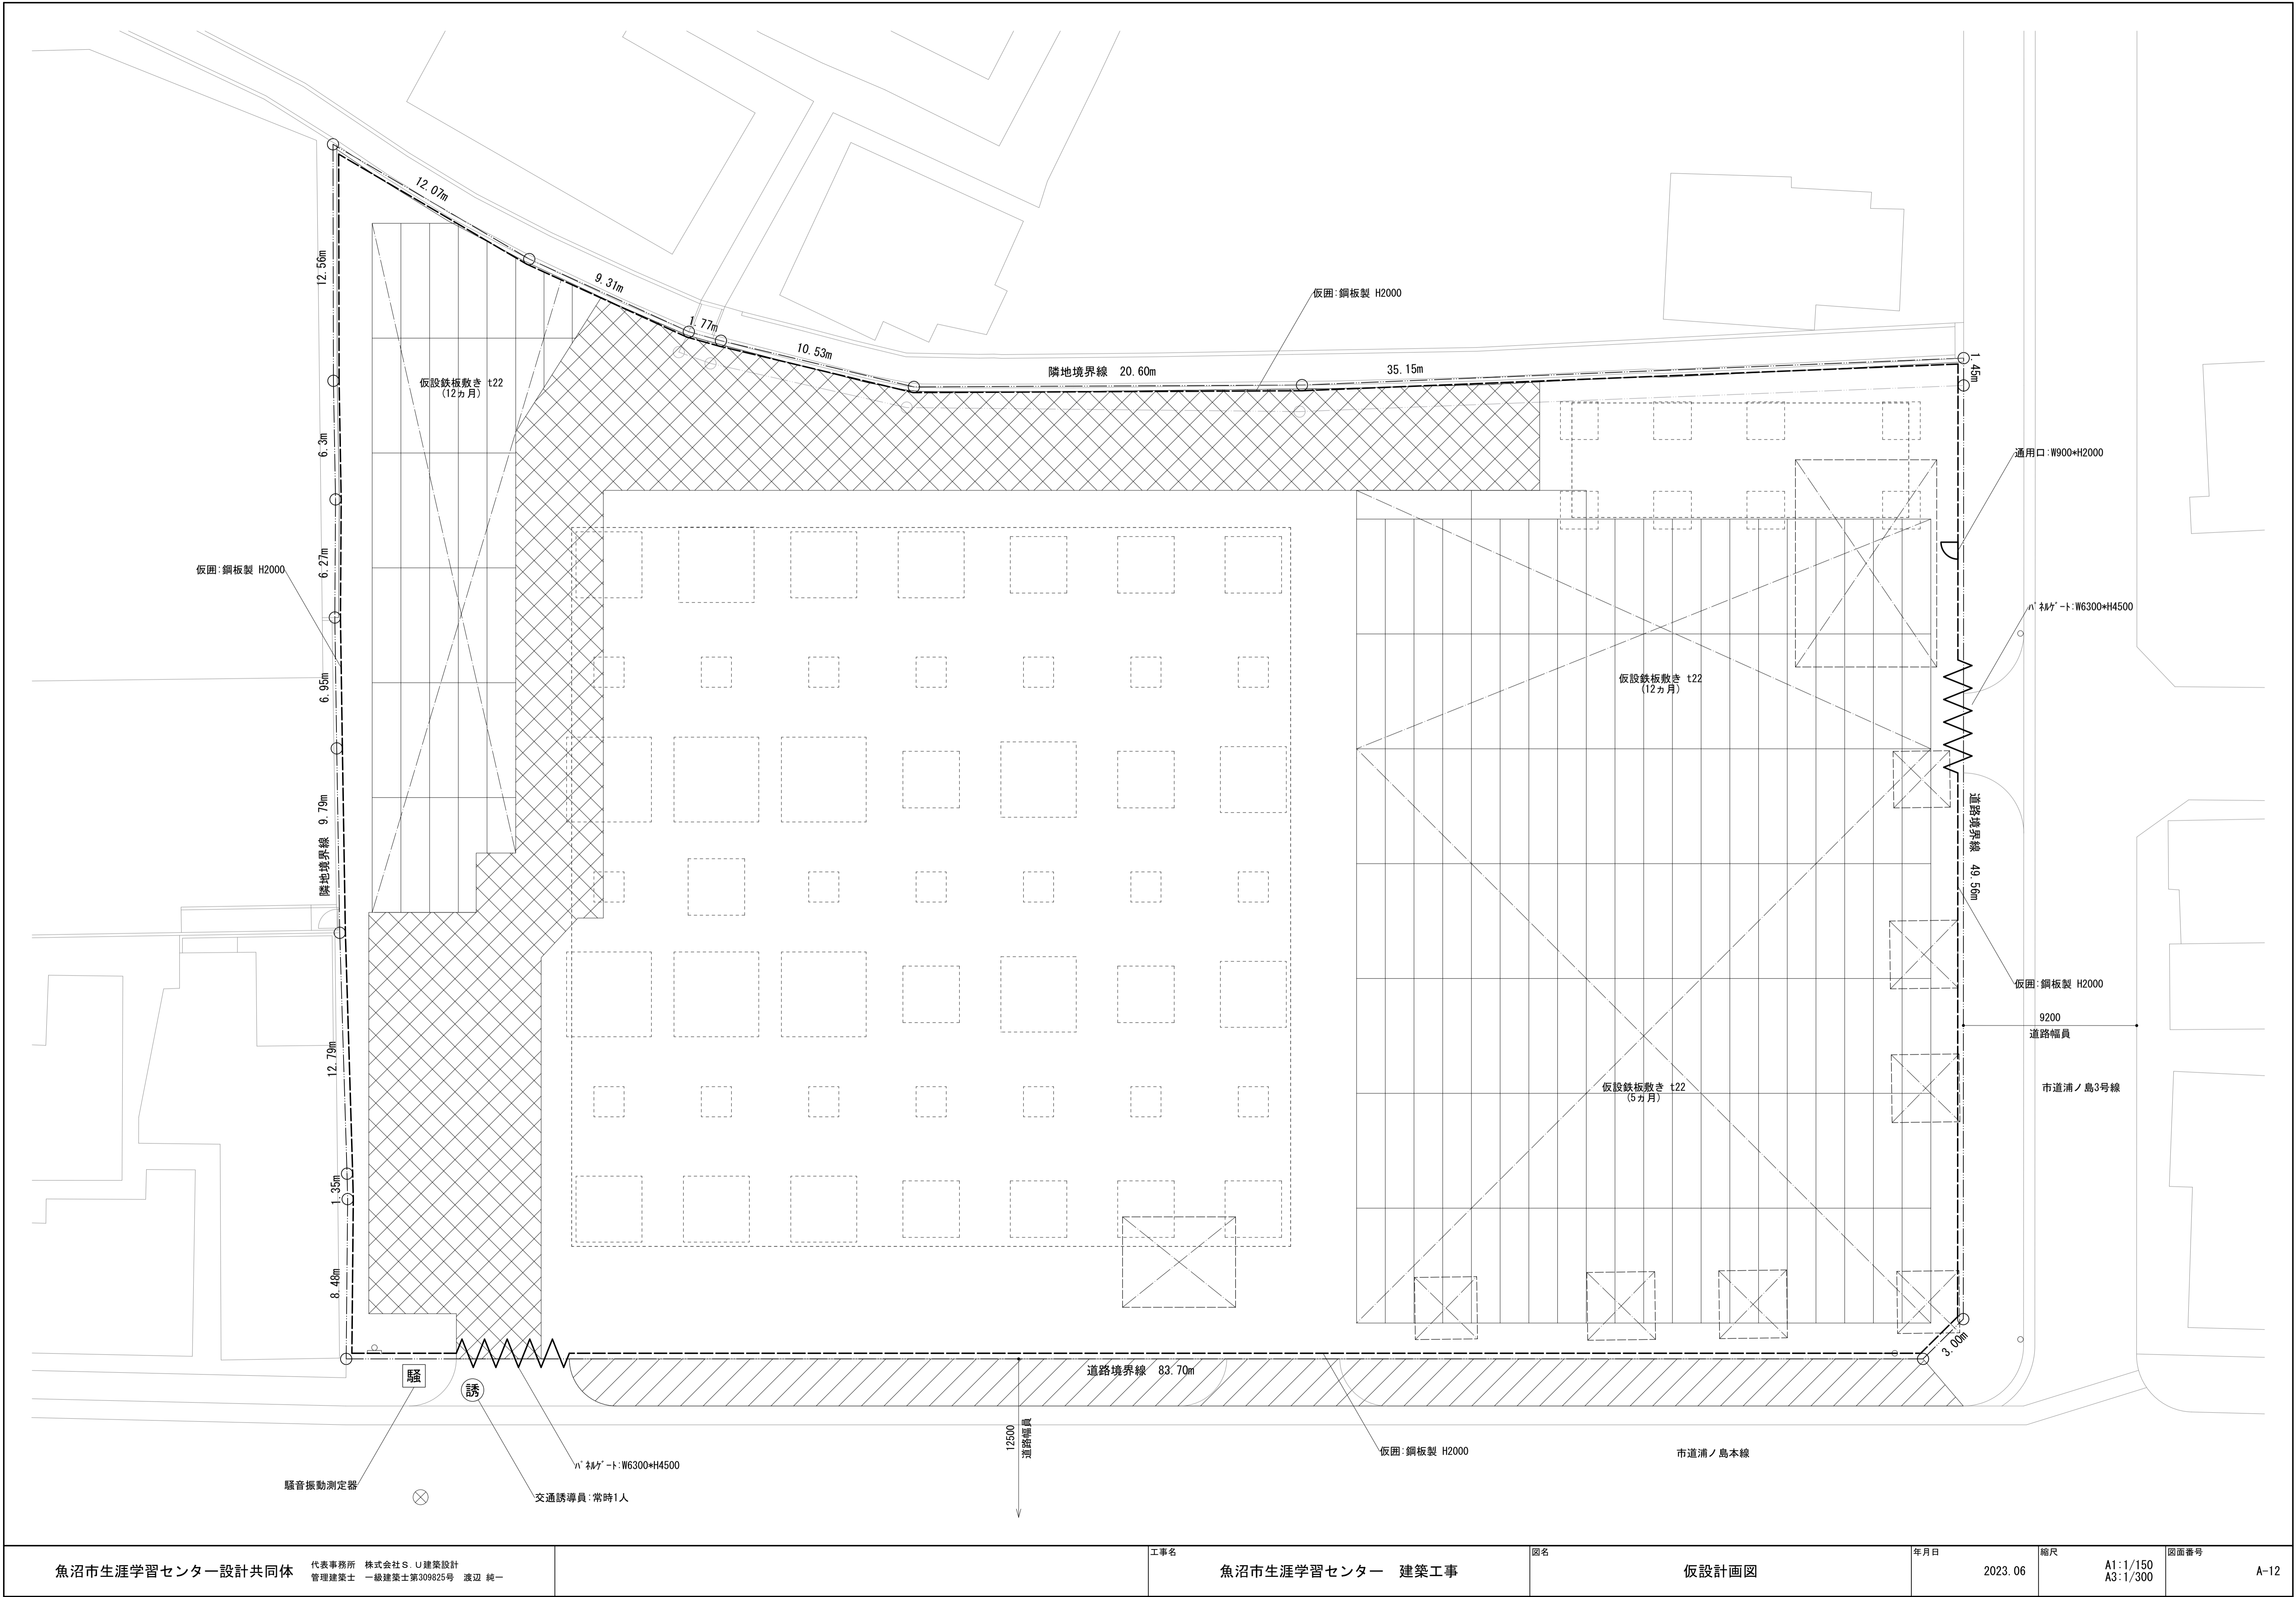 12.07m
12.56m
9.31m
1.77m
10.53m
隣地境界線　20.60m
35.15m
1.45m
仮囲:鋼板製 H2000
仮設鉄板敷き t22
(12ヵ月)
6.3m
通用口:W900*H2000
6.27m
仮囲:鋼板製 H2000
ﾊﾟﾈﾙｹﾞｰﾄ:W6300*H4500
6.95m
仮設鉄板敷き t22
(12ヵ月)
隣地境界線　9.79m
道路境界線　49.56m
仮囲:鋼板製 H2000
9200
道路幅員
12.79m
仮設鉄板敷き t22
(5ヵ月)
市道浦ノ島3号線
1.35m
8.48m
3.00m
道路境界線　83.70m
騒
誘
12500
道路幅員
仮囲:鋼板製 H2000
市道浦ノ島本線
ﾊﾟﾈﾙｹﾞｰﾄ:W6300*H4500
騒音振動測定器
交通誘導員:常時1人
魚沼市生涯学習センター設計共同体
代表事務所　株式会社Ｓ.Ｕ建築設計
管理建築士　一級建築士第309825号　渡辺 純一
工事名
魚沼市生涯学習センター　建築工事
図名
仮設計画図
年月日
2023.06
縮尺
A1:1/150
A3:1/300
図面番号
A-12